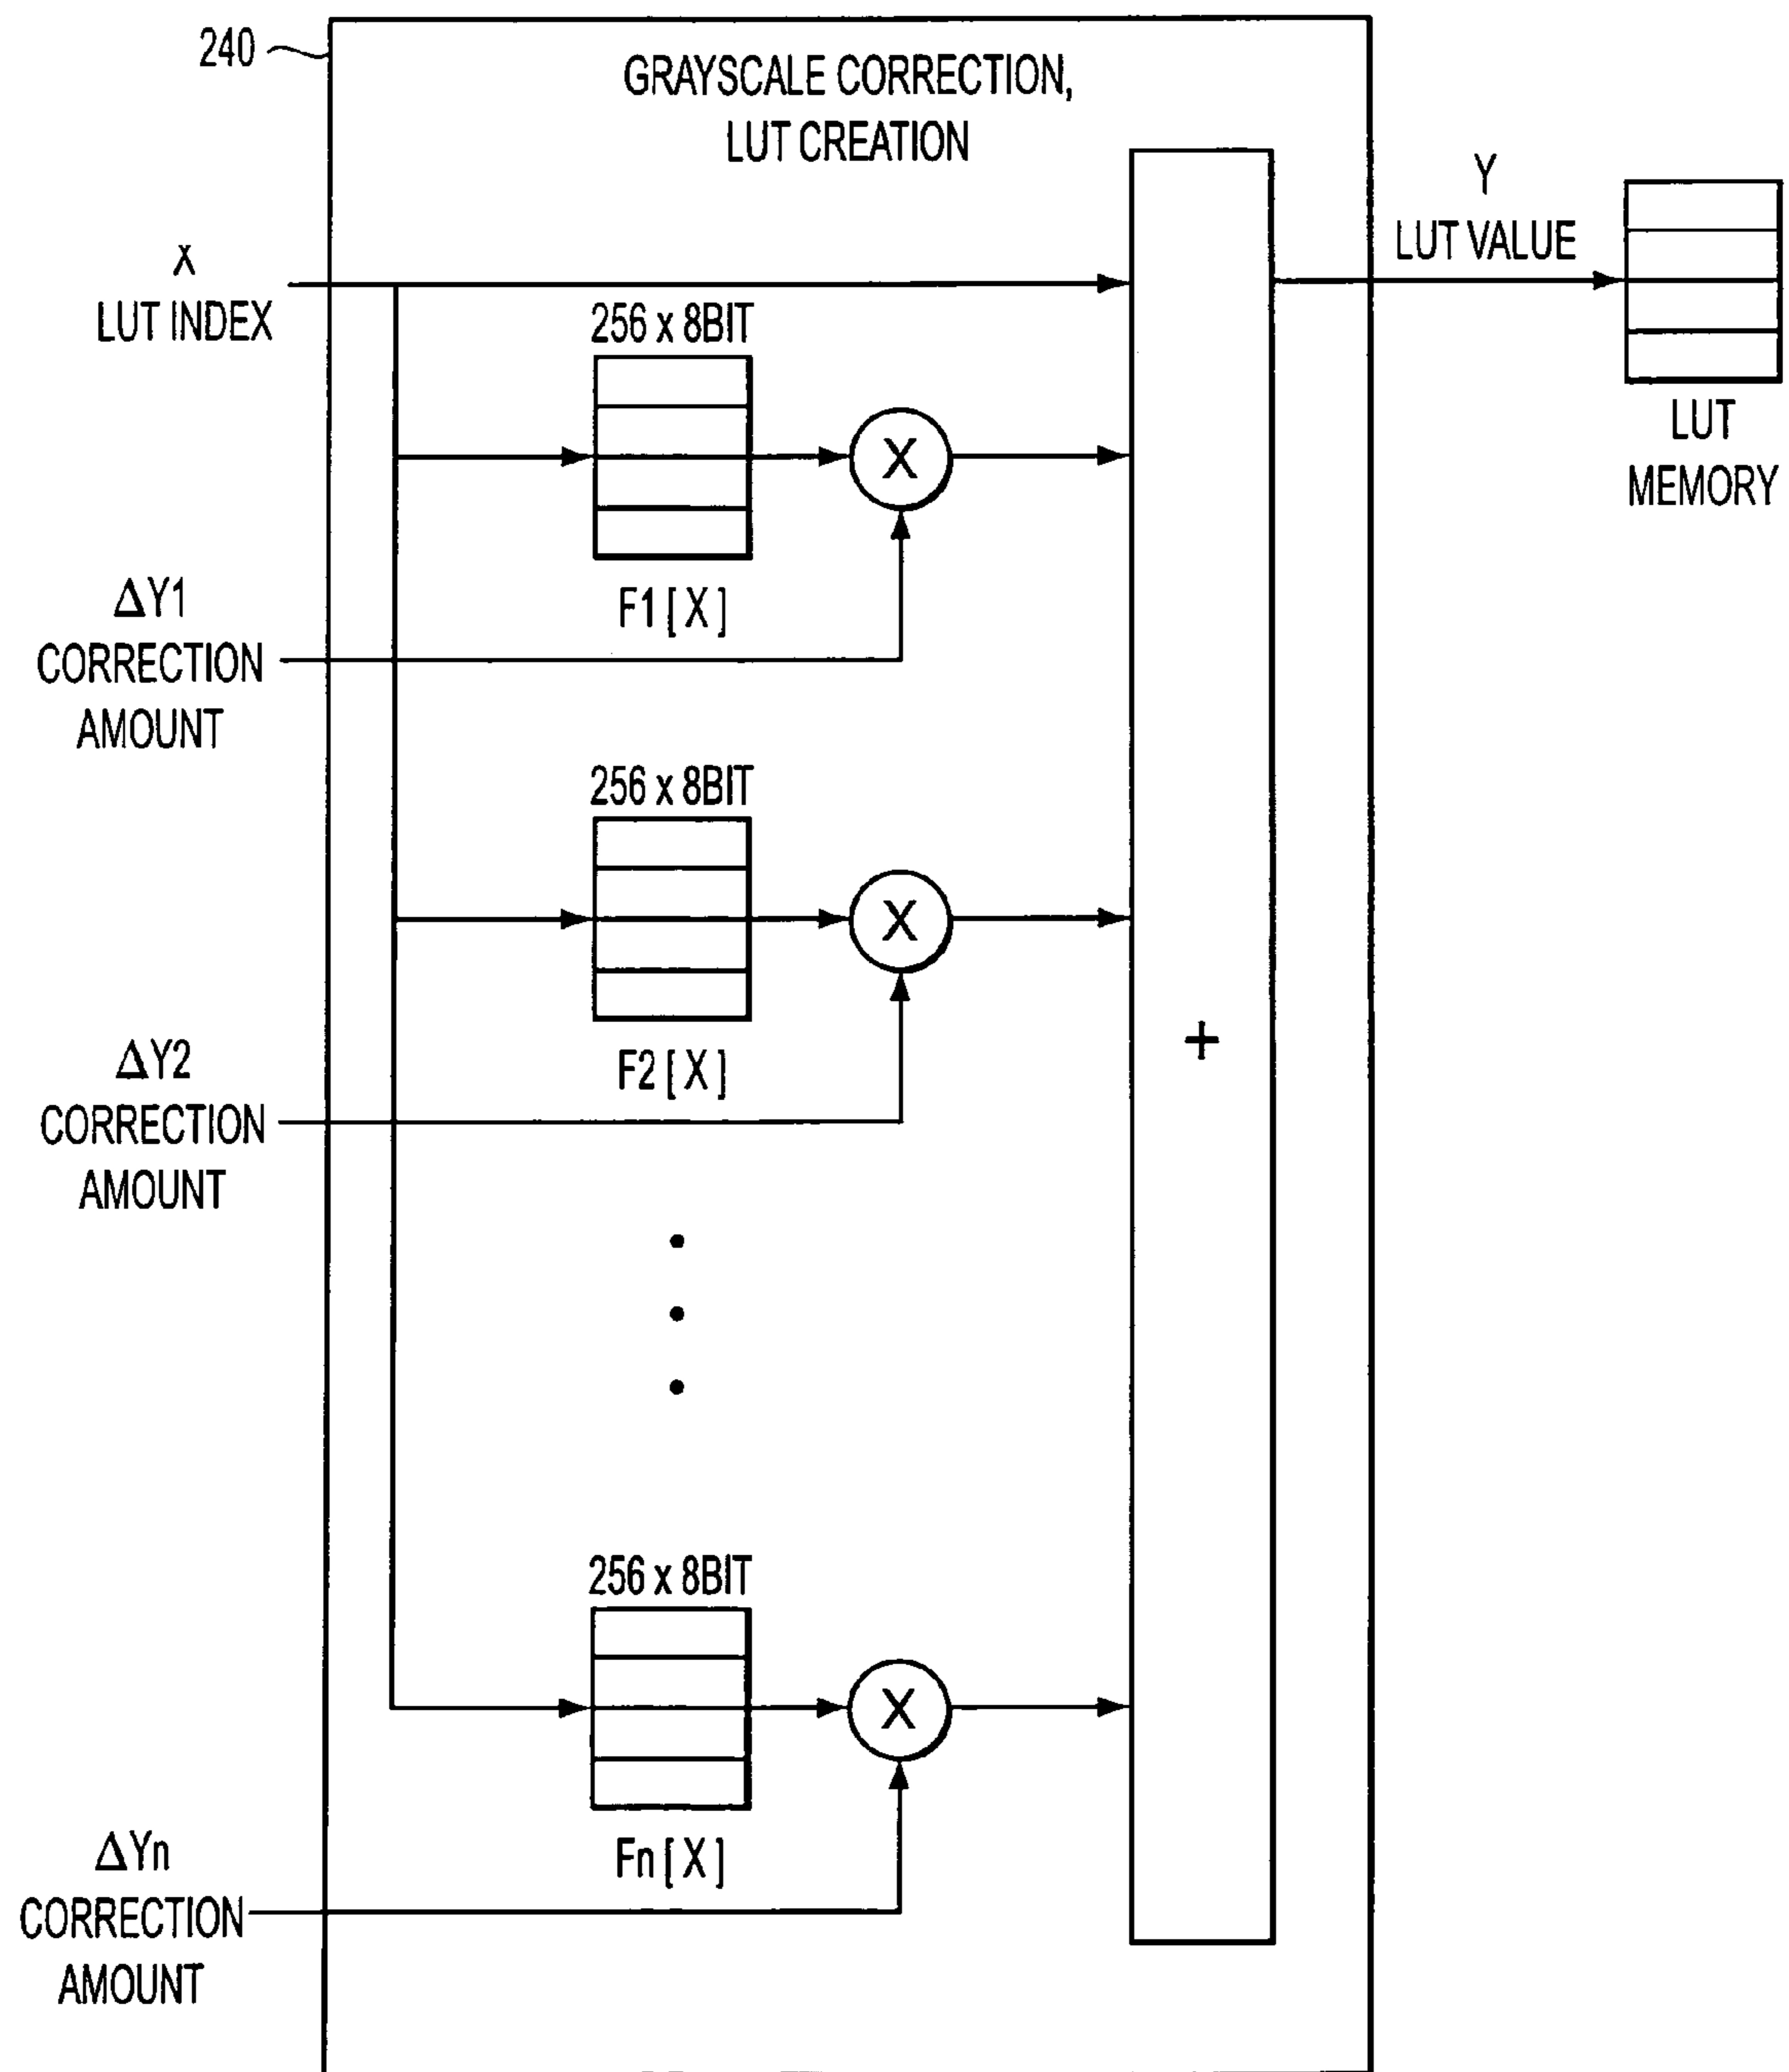 240
GRAYSCALE CORRECTION,
LUT CREATION
X
LUT INDEX
Y
LUT VALUE
LUT
MEMORY
256 x 8BIT
X
F1 [ X ]
ΔY1
CORRECTION
AMOUNT
256 x 8BIT
X
F2 [ X ]
ΔY2
CORRECTION
AMOUNT
+
256 x 8BIT
X
Fn [ X ]
ΔYn
CORRECTION
AMOUNT